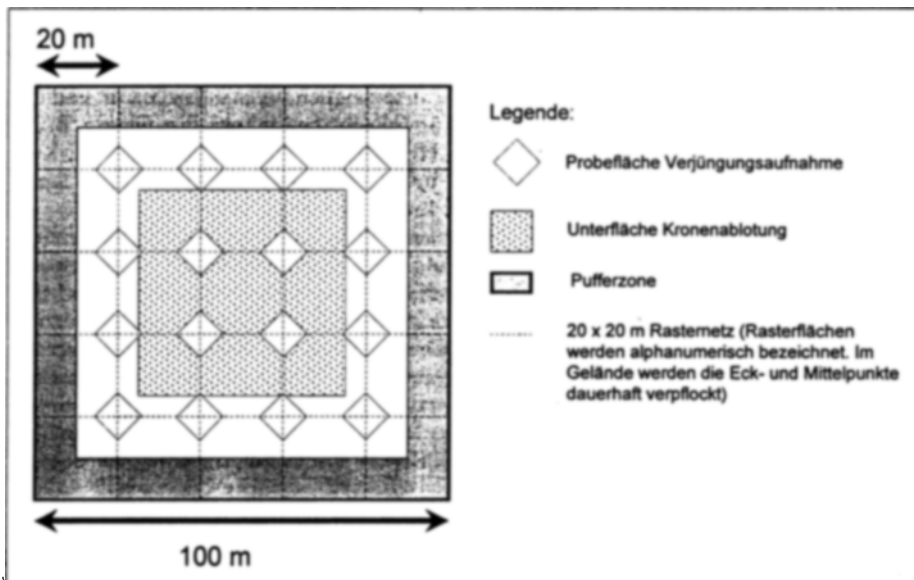 20 m
Legende:
Probefläche Verjüngungsaufnahme
Unterfläche Kronenablotung
Pufferzone
20 x 20 m Rasternetz (Rasterflächen
werden alphanumerisch bezeichnet. Im
Gelände werden die Eck- und Mittelpunkte
dauerhaft verpflockt)
100 m